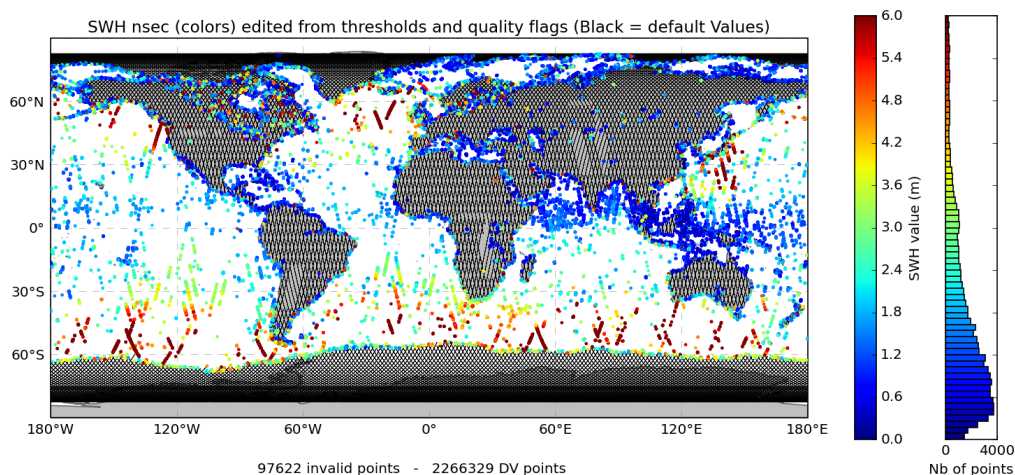 SWH nsec (colors) edited from thresholds and quality flags (Black = default Values)
60°N
30°N
0°
30°S
60°S
180°W 120°W 60°W 0° 60°E 120°E 180°E
97622 invalid points - 2266329 DV points
6.0
5.4
4.8
4.2
3.6
3.0
2.4
1.8
1.2
0.6
0.0
SWH value (m)
0 4000
Nb of points